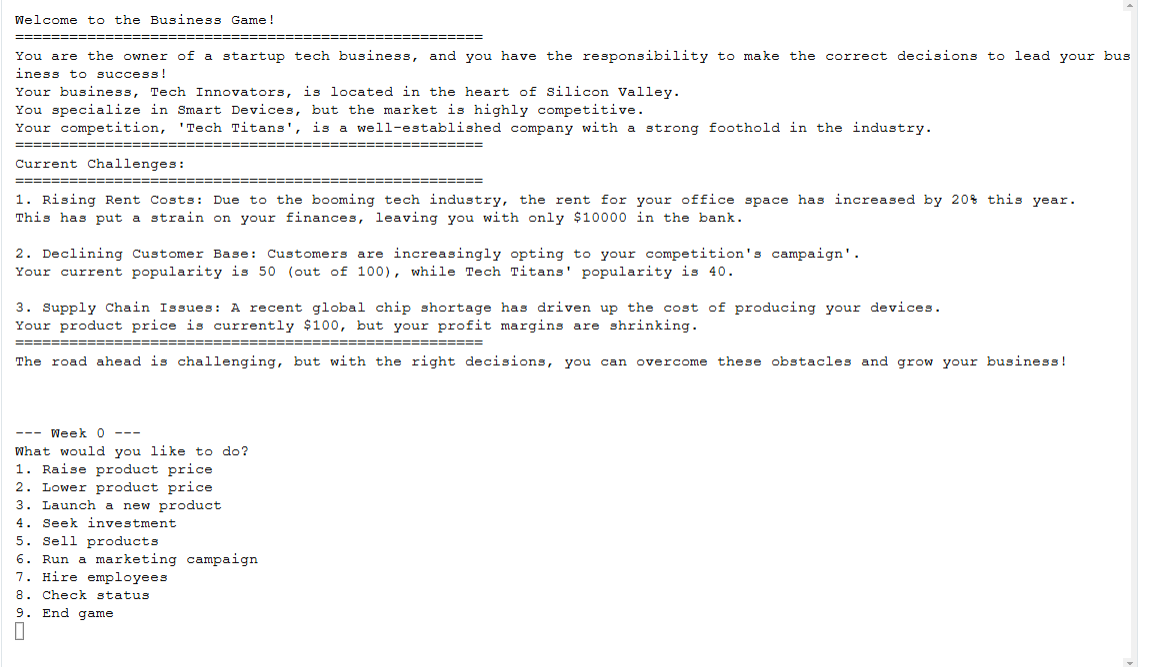 Welcome to the Business Game!
====================================================
You are the owner of a startup tech business, and you have the responsibility to make the correct decisions to lead your bus
iness to success!
Your business, Tech Innovators, is located in the heart of Silicon Valley.
You specialize in Smart Devices, but the market is highly competitive.
Your competition, 'Tech Titans', is a well-established company with a strong foothold in the industry.
====================================================
Current Challenges:
====================================================
1. Rising Rent Costs: Due to the booming tech industry, the rent for your office space has increased by 20% this year.
This has put a strain on your finances, leaving you with only $10000 in the bank.
2. Declining Customer Base: Customers are increasingly opting to your competition's campaign'.
Your current popularity is 50 (out of 100), while Tech Titans' popularity is 40.
3. Supply Chain Issues: A recent global chip shortage has driven up the cost of producing your devices.
Your product price is currently $100, but your profit margins are shrinking.
====================================================
The road ahead is challenging, but with the right decisions, you can overcome these obstacles and grow your business!
--- Week 0 ---
What would you like to do?
1. Raise product price
2. Lower product price
3. Launch a new product
4. Seek investment
5. Sell products
6. Run a marketing campaign
7. Hire employees
8. Check status
9. End game